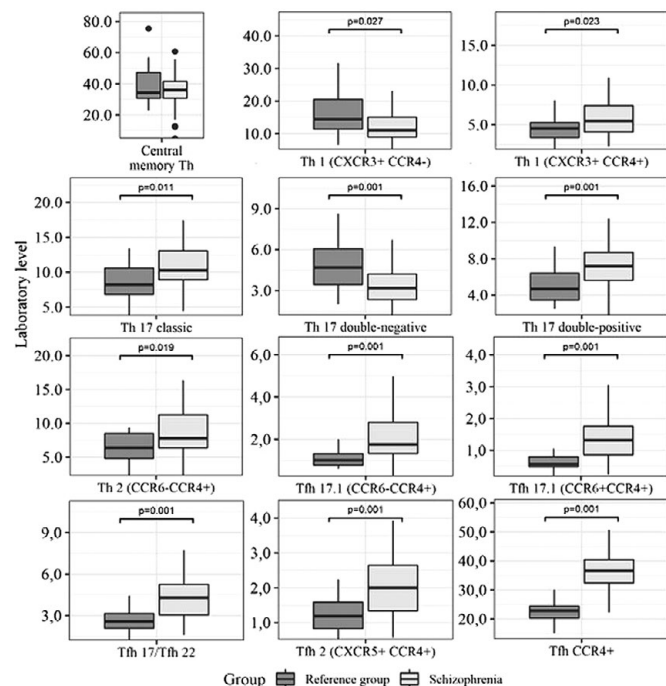 80.0
60.0
40.0
20.0
Central
memory Th
p=0.027
40.0
30.0
20.0
10.0
Th 1 (CXCR3+ CCR4-)
p=0.023
15.0
10.0
5.0
Th 1 (CXCR3+ CCR4+)
Laboratory level
p=0.011
20.0
15.0
10.0
5.0
Th 17 classic
p=0.001
9.0
6.0
3.0
Th 17 double-negative
p=0.001
16.0
12.0
8.0
4.0
Th 17 double-positive
p=0.019
20.0
15.0
10.0
5.0
Th 2 (CCR6-CCR4+)
p=0.001
6,0
4,0
2,0
Tfh 17.1 (CCR6-CCR4+)
p=0.001
4,0
3,0
2,0
1,0
Tfh 17.1 (CCR6+CCR4+)
p=0.001
9,0
6,0
3,0
Tfh 17/Tfh 22
p=0.001
4,0
3,0
2,0
1,0
Tfh 2 (CXCR5+ CCR4+)
p=0.001
60,0
50,0
40,0
30,0
20,0
Tfh CCR4+
Group Reference group Schizophrenia